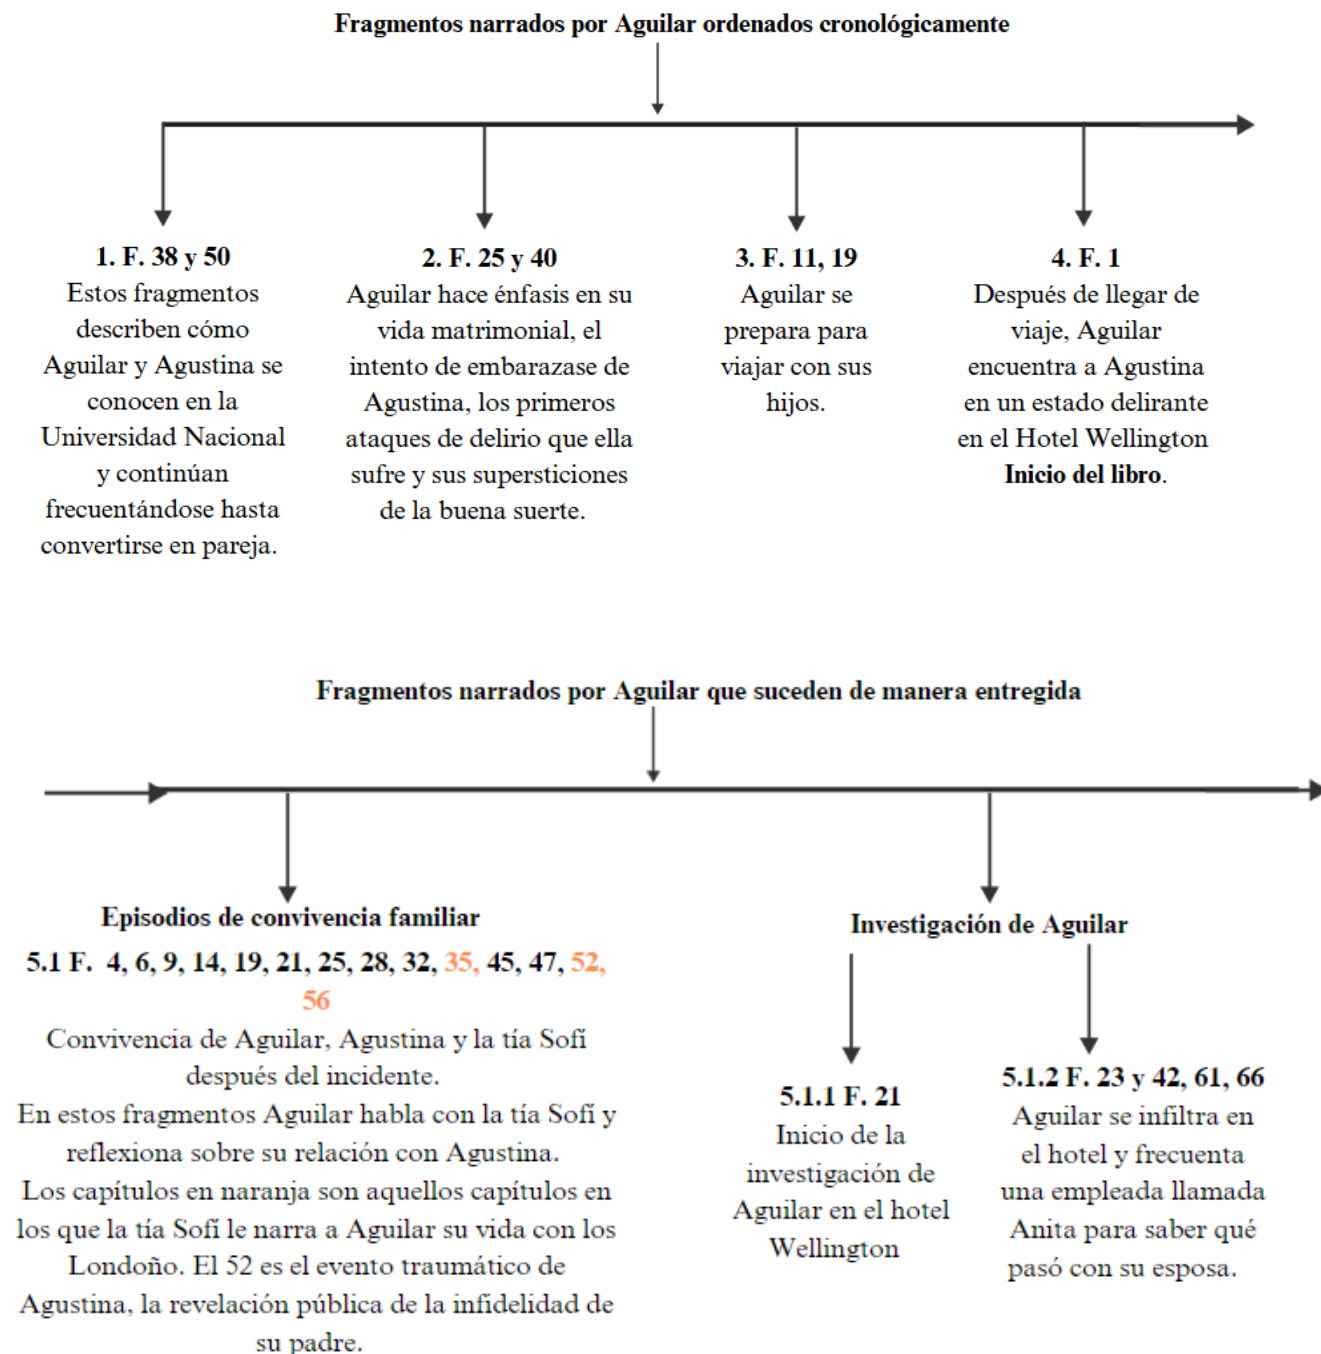 Fragmentos narrados por Aguilar ordenados cronológicamente
1. F. 38 y 50
Estos fragmentos
describen cómo
Aguilar y Agustina se
conocen en la
Universidad Nacional
y continúan
frecuentándose hasta
convertirse en pareja.
2. F. 25 y 40
Aguilar hace énfasis en su
vida matrimonial, el
intento de embarazase de
Agustina, los primeros
ataques de delirio que ella
sufre y sus supersticiones
de la buena suerte.
3. F. 11, 19
Aguilar se
prepara para
viajar con sus
hijos.
4. F. 1
Después de llegar de
viaje, Aguilar
encuentra a Agustina
en un estado delirante
en el Hotel Wellington
Inicio del libro.
Fragmentos narrados por Aguilar que suceden de manera entregida
Episodios de convivencia familiar
5.1 F. 4, 6, 9, 14, 19, 21, 25, 28, 32, 35, 45, 47, 52,
56
Convivencia de Aguilar, Agustina y la tía Sofí
después del incidente.
En estos fragmentos Aguilar habla con la tía Sofí y
reflexiona sobre su relación con Agustina.
Los capítulos en naranja son aquellos capítulos en
los que la tía Sofí le narra a Aguilar su vida con los
Londoño. El 52 es el evento traumático de
Agustina, la revelación pública de la infidelidad de
su padre.
Investigación de Aguilar
5.1.1 F. 21
Inicio de la
investigación de
Aguilar en el hotel
Wellington
5.1.2 F. 23 y 42, 61, 66
Aguilar se infiltra en
el hotel y frecuenta
una empleada llamada
Anita para saber qué
pasó con su esposa.